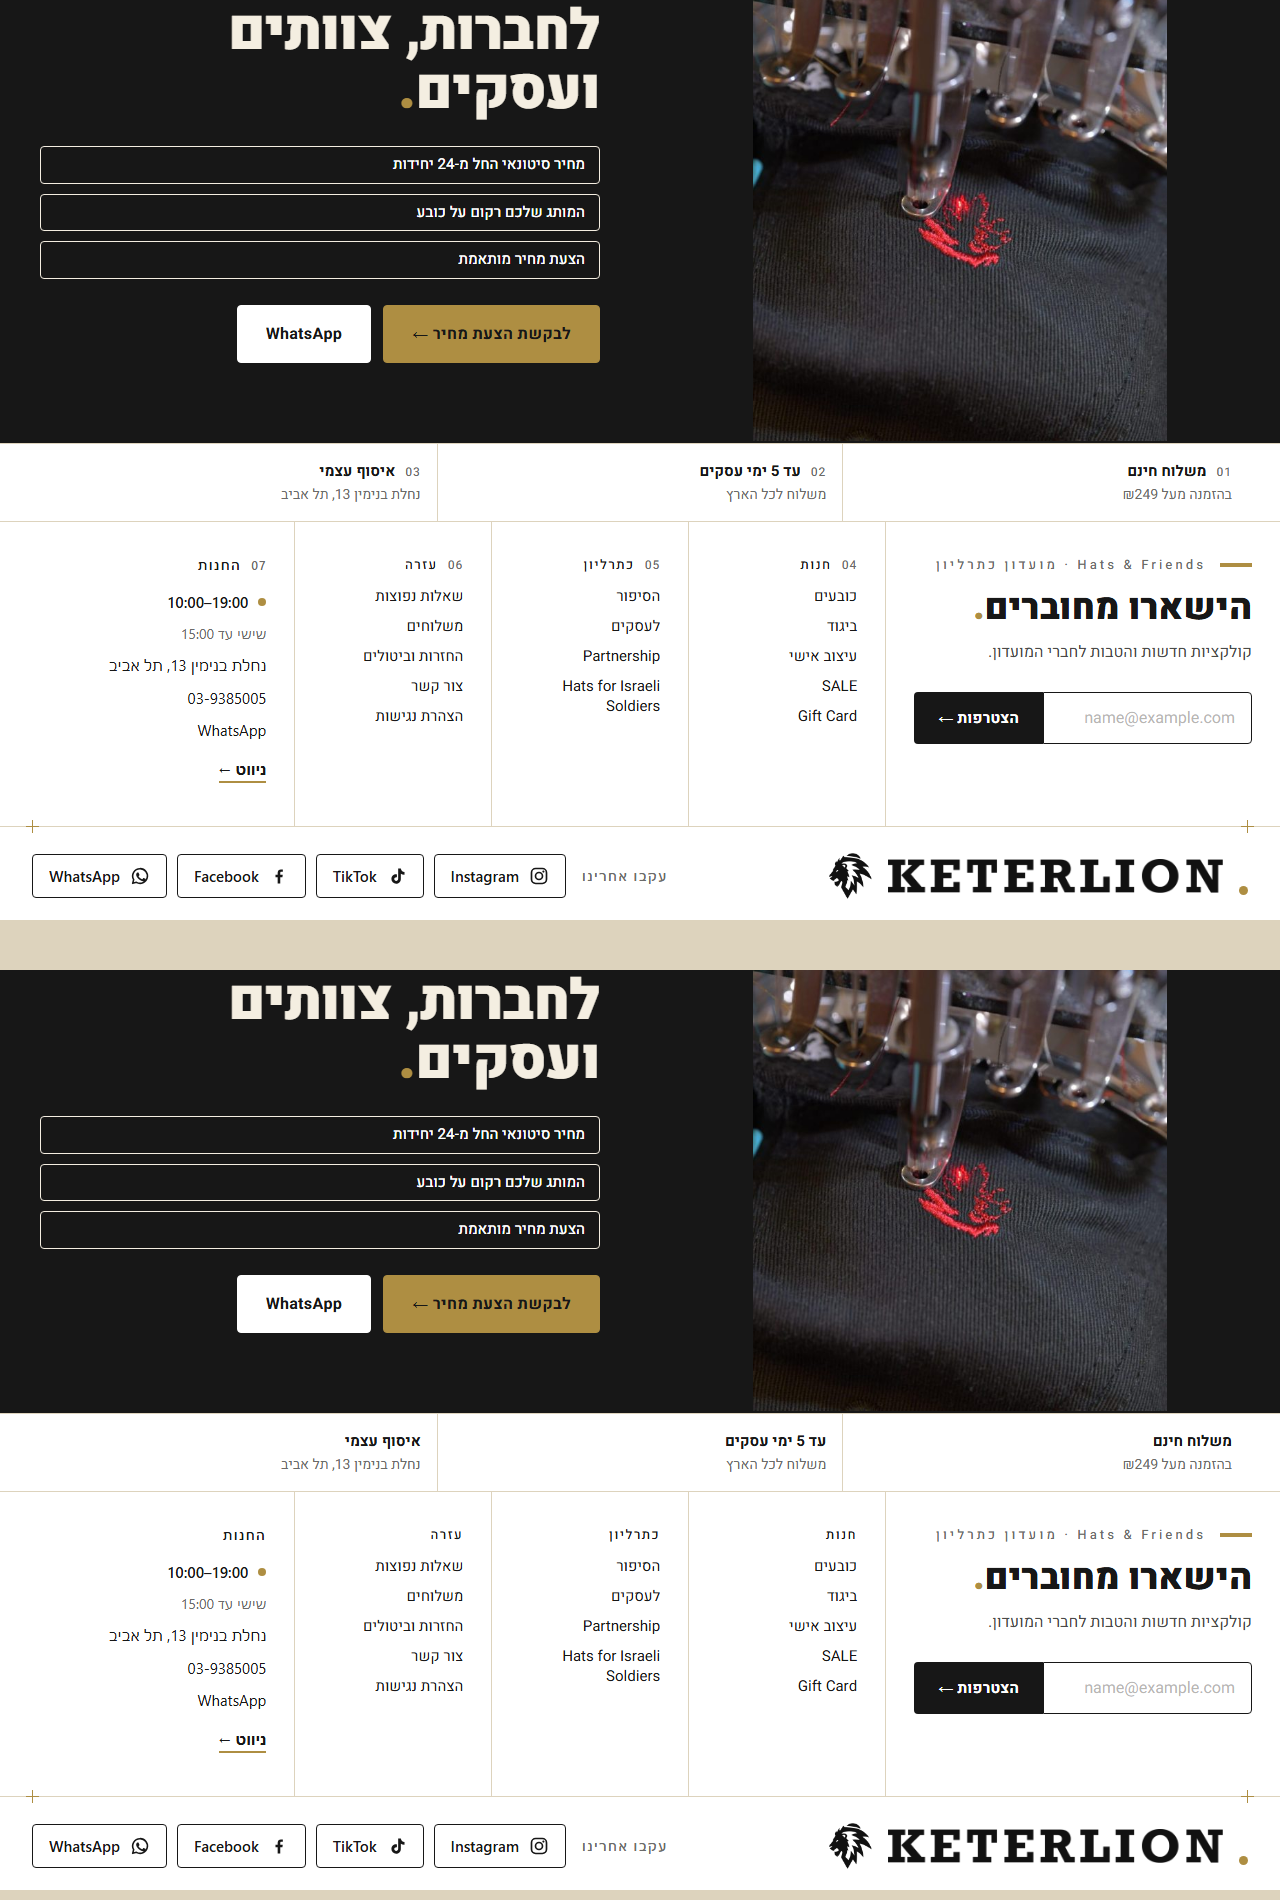 לחברות, צוותים
ועסקים.
מחיר סיטונאי החל מ-24 יחידות
המותג שלכם רקום על כובע
הצעת מחיר מותאמת
לבקשת הצעת מחיר ←
WhatsApp
01 משלוח חינם
בהזמנה מעל 249₪
02 עד 5 ימי עסקים
משלוח לכל הארץ
03 איסוף עצמי
נחלת בנימין 13, תל אביב
Hats & Friends · מועדון כתרליון
הישארו מחוברים.
קולקציות חדשות והטבות לחברי המועדון.
name@example.com
הצטרפות ←
04 חנות
כובעים
ביגוד
עיצוב אישי
SALE
Gift Card
05 כתרליון
הסיפור
לעסקים
Partnership
Hats for Israeli
Soldiers
06 עזרה
שאלות נפוצות
משלוחים
החזרות וביטולים
צור קשר
הצהרת נגישות
07 החנות
10:00–19:00
שישי עד 15:00
נחלת בנימין 13, תל אביב
03-9385005
WhatsApp
ניווט ←
KETERLION.
עקבו אחרינו
Instagram
TikTok
Facebook
WhatsApp
לחברות, צוותים
ועסקים.
מחיר סיטונאי החל מ-24 יחידות
המותג שלכם רקום על כובע
הצעת מחיר מותאמת
לבקשת הצעת מחיר ←
WhatsApp
משלוח חינם
בהזמנה מעל 249₪
עד 5 ימי עסקים
משלוח לכל הארץ
איסוף עצמי
נחלת בנימין 13, תל אביב
Hats & Friends · מועדון כתרליון
הישארו מחוברים.
קולקציות חדשות והטבות לחברי המועדון.
name@example.com
הצטרפות ←
חנות
כובעים
ביגוד
עיצוב אישי
SALE
Gift Card
כתרליון
הסיפור
לעסקים
Partnership
Hats for Israeli
Soldiers
עזרה
שאלות נפוצות
משלוחים
החזרות וביטולים
צור קשר
הצהרת נגישות
החנות
10:00–19:00
שישי עד 15:00
נחלת בנימין 13, תל אביב
03-9385005
WhatsApp
ניווט ←
KETERLION.
עקבו אחרינו
Instagram
TikTok
Facebook
WhatsApp